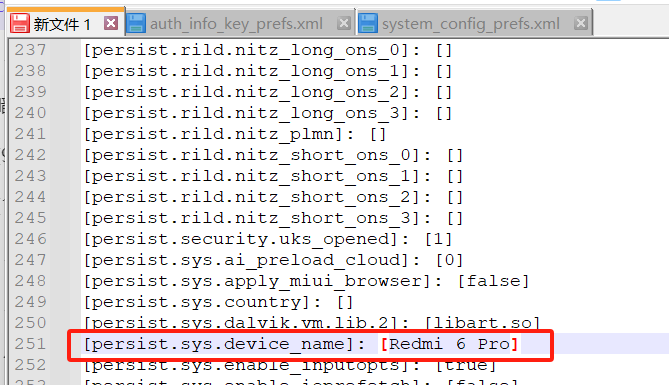 新文件 1 auth_info_key_prefs.xml system_config_prefs.xml
237 [persist.rild.nitz_long_ons_0]: []
238 [persist.rild.nitz_long_ons_1]: []
239 [persist.rild.nitz_long_ons_2]: []
240 [persist.rild.nitz_long_ons_3]: []
241 [persist.rild.nitz_plmn]: []
242 [persist.rild.nitz_short_ons_0]: []
243 [persist.rild.nitz_short_ons_1]: []
244 [persist.rild.nitz_short_ons_2]: []
245 [persist.rild.nitz_short_ons_3]: []
246 [persist.security.uks_opened]: [1]
247 [persist.sys.ai_preload_cloud]: [0]
248 [persist.sys.apply_miui_browser]: [false]
249 [persist.sys.country]: []
250 [persist.sys.dalvik.vm.lib.2]: [libart.so]
251 [persist.sys.device_name]: [Redmi 6 Pro]
252 [persist.sys.enable_inputopts]: [true]